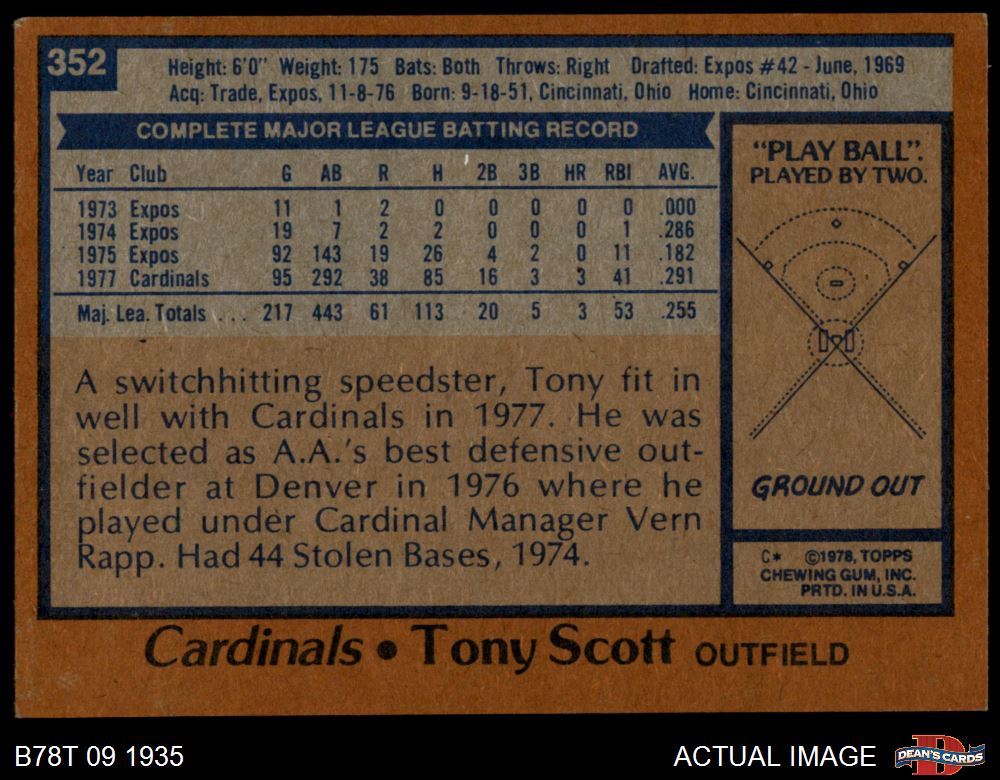 352
Height: 6'0" Weight: 175 Bats: Both Throws: Right Drafted: Expos #42 - June, 1969
Acq: Trade, Expos, 11-8-76 Born: 9-18-51, Cincinnati, Ohio Home: Cincinnati, Ohio
COMPLETE MAJOR LEAGUE BATTING RECORD
Year Club G AB R H 2B 3B HR RBI AVG.
1973 Expos 11 1 2 0 0 0 0 0 .000
1974 Expos 19 7 2 2 0 0 0 1 .286
1975 Expos 92 143 19 26 4 2 0 11 .182
1977 Cardinals 95 292 38 85 16 3 3 41 .291
Maj. Lea. Totals . . . 217 443 61 113 20 5 3 53 .255
A switchhitting speedster, Tony fit in
well with Cardinals in 1977. He was
selected as A.A.'s best defensive out-
fielder at Denver in 1976 where he
played under Cardinal Manager Vern
Rapp. Had 44 Stolen Bases, 1974.
"PLAY BALL".
PLAYED BY TWO.
GROUND OUT
C* ©1978, TOPPS
CHEWING GUM, INC.
PRTD. IN U.S.A.
Cardinals • Tony Scott OUTFIELD
B78T 09 1935
ACTUAL IMAGE
DEAN'S CARDS